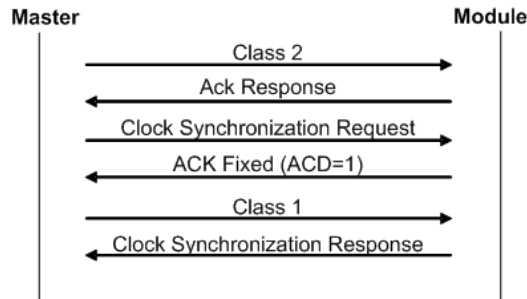 Master
Module
Class 2
Ack Response
Clock Synchronization Request
ACK Fixed (ACD=1)
Class 1
Clock Synchronization Response